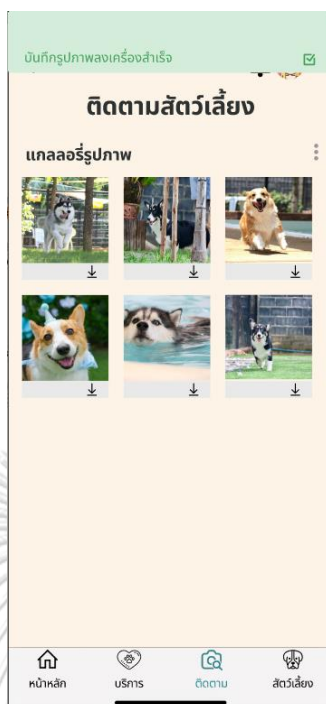 บันทึกรูปภาพลงเครื่องสำเร็จ
ติดตามสัตว์เลี้ยง
แกลลอรี่รูปภาพ
หน้าหลัก
บริการ
ติดตาม
สัตว์เลี้ยง